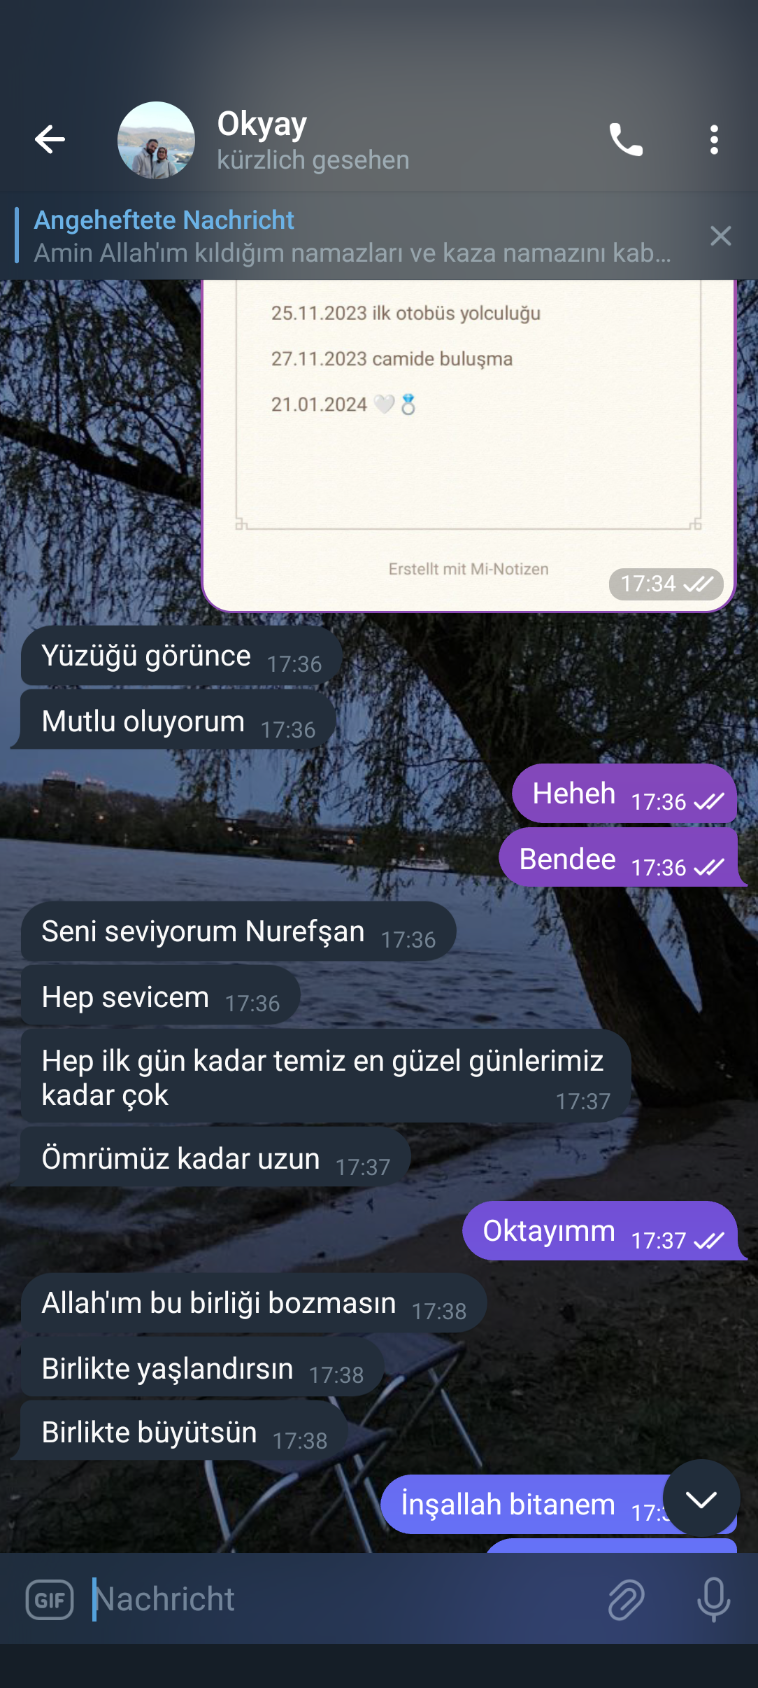 Okyay
kürzlich gesehen
Angeheftete Nachricht
Amin Allah'ım kıldığım namazları ve kaza namazını kab...
25.11.2023 ilk otobüs yolculuğu
27.11.2023 camide buluşma
21.01.2024 🤍💍
Erstellt mit Mi-Notizen
17:34
Yüzüğü görünce 17:36
Mutlu oluyorum 17:36
Heheh 17:36
Bendee 17:36
Seni seviyorum Nurefşan 17:36
Hep sevicem 17:36
Hep ilk gün kadar temiz en güzel günlerimiz
kadar çok 17:37
Ömrümüz kadar uzun 17:37
Oktayımm 17:37
Allah'ım bu birliği bozmasın 17:38
Birlikte yaşlandırsın 17:38
Birlikte büyütsün 17:38
İnşallah bitanem
GIF Nachricht